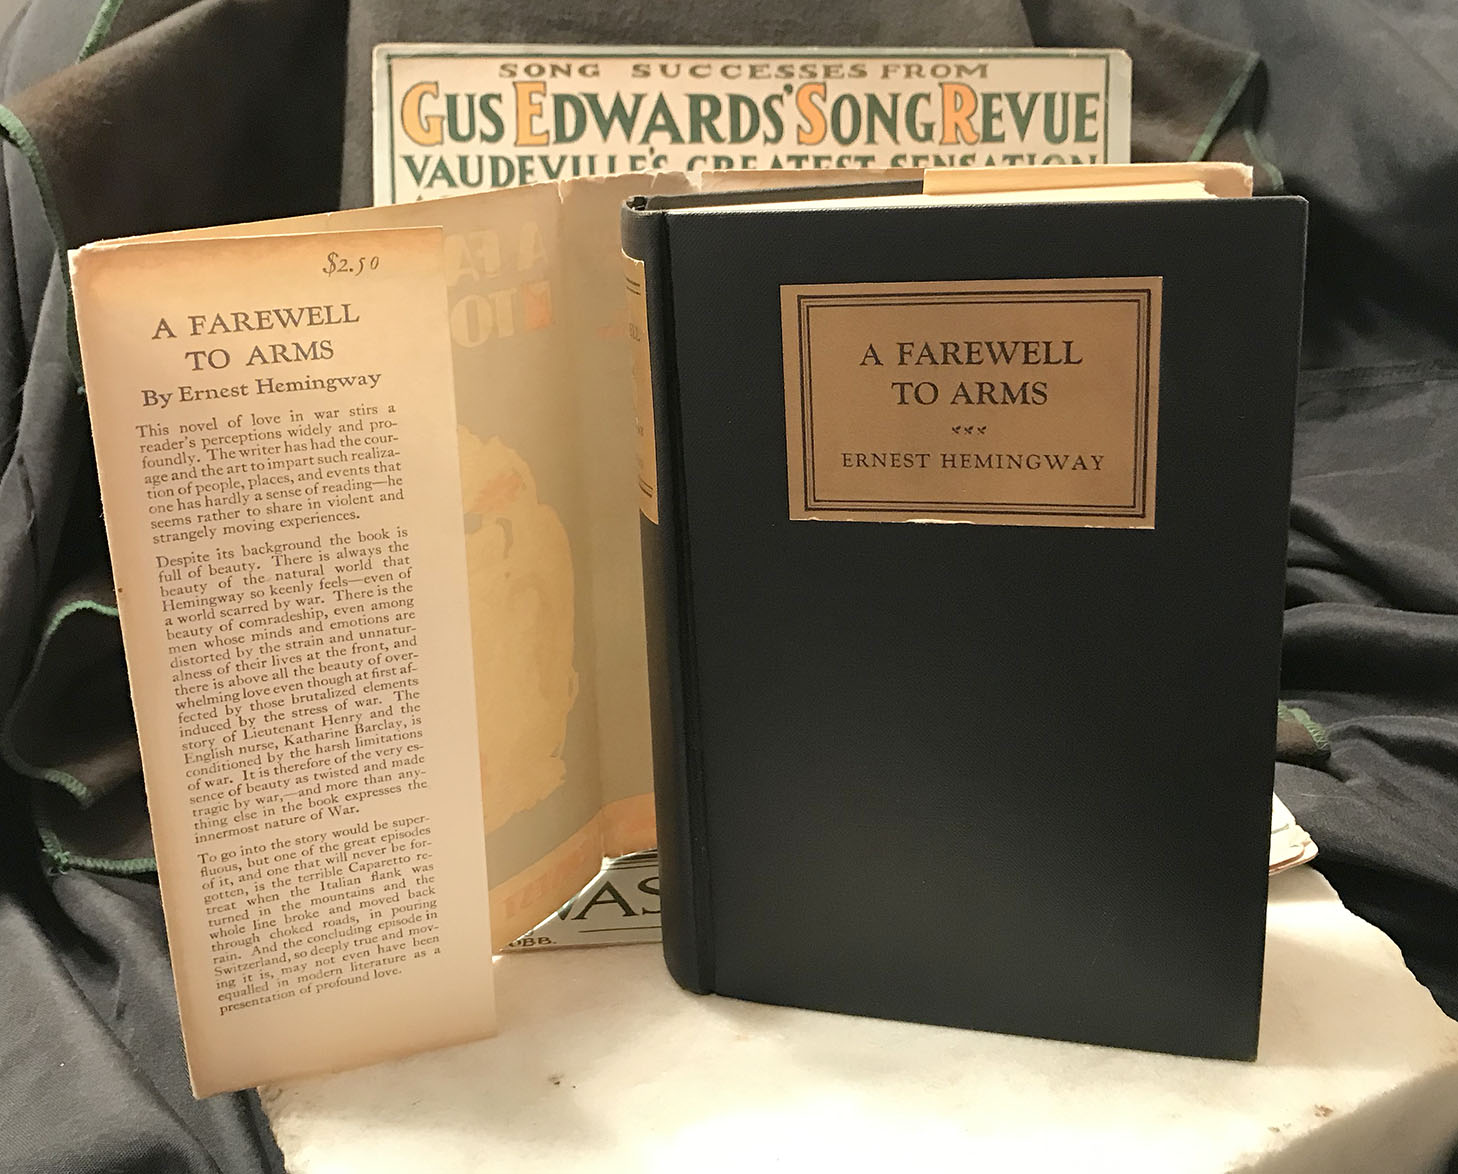 SONG SUCCESSES FROM
GUS EDWARDS' SONG REVUE
VAUDEVILLE'S GREATEST SENSATION
$2.50
A FAREWELL
TO ARMS
By Ernest Hemingway
This novel of love in war stirs a
reader's perceptions widely and pro-
foundly. The writer has had the cour-
age and the art to impart such realiza-
tion of people, places, and events that
one has hardly a sense of reading—he
seems rather to share in violent and
strangely moving experiences.
Despite its background the book is
full of beauty. There is always the
beauty of the natural world that
Hemingway so keenly feels—even of
a world scarred by war. There is the
beauty of comradeship, even among
men whose minds and emotions are
distorted by the strain and unnatur-
alness of their lives at the front, and
there is above all the beauty of over-
whelming love even though at first af-
fected by those brutalized elements
induced by the stress of war. The
story of Lieutenant Henry and the
English nurse, Katharine Barclay, is
conditioned by the harsh limitations
of war. It is therefore of the very es-
sence of beauty as twisted and made
tragic by war,—and more than any-
thing else in the book expresses the
innermost nature of War.
To go into the story would be super-
fluous, but one of the great episodes
of it, and one that will never be for-
gotten, is the terrible Caparetto re-
treat when the Italian flank was
turned in the mountains and the
whole line broke and moved back
through choked roads, in pouring
rain. And the concluding episode in
Switzerland, so deeply true and mov-
ing it is, may not even have been
equalled in modern literature as a
presentation of profound love.
A FAREWELL
TO ARMS
ERNEST HEMINGWAY